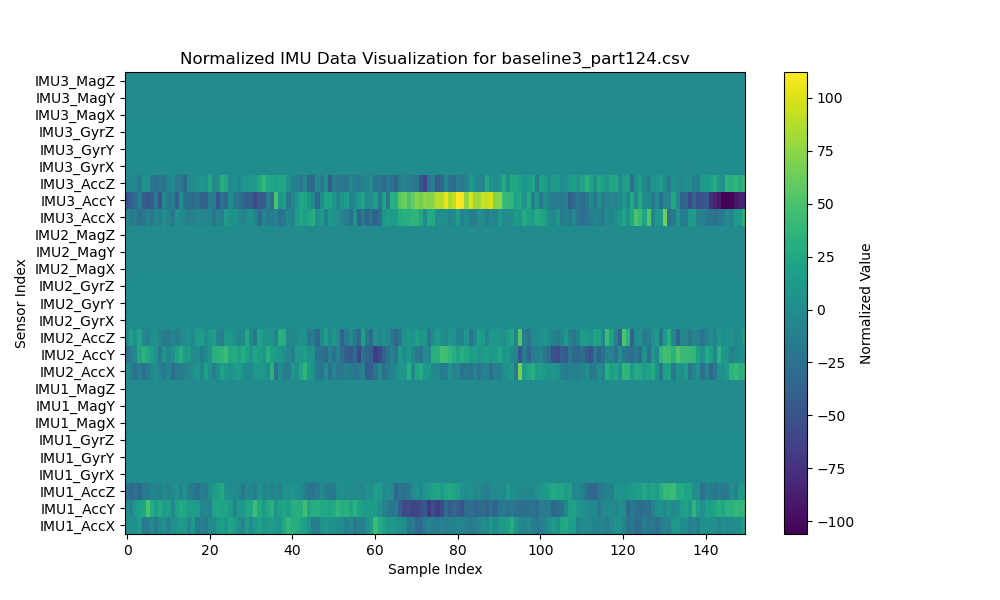 Normalized IMU Data Visualization for baseline3_part124.csv
IMU3_MagZ
IMU3_MagY
IMU3_MagX
IMU3_GyrZ
IMU3_GyrY
IMU3_GyrX
IMU3_AccZ
IMU3_AccY
IMU3_AccX
IMU2_MagZ
IMU2_MagY
IMU2_MagX
IMU2_GyrZ
IMU2_GyrY
IMU2_GyrX
IMU2_AccZ
IMU2_AccY
IMU2_AccX
IMU1_MagZ
IMU1_MagY
IMU1_MagX
IMU1_GyrZ
IMU1_GyrY
IMU1_GyrX
IMU1_AccZ
IMU1_AccY
IMU1_AccX
Sensor Index
0 20 40 60 80 100 120 140
Sample Index
100
75
50
25
0
−25
−50
−75
−100
Normalized Value